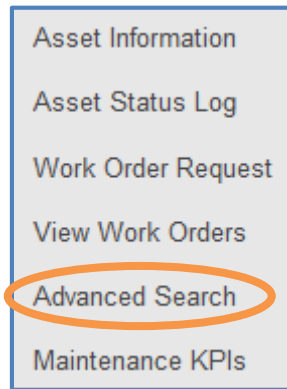 Asset Information
Asset Status Log
Work Order Request
View Work Orders
Advanced Search
Maintenance KPIs